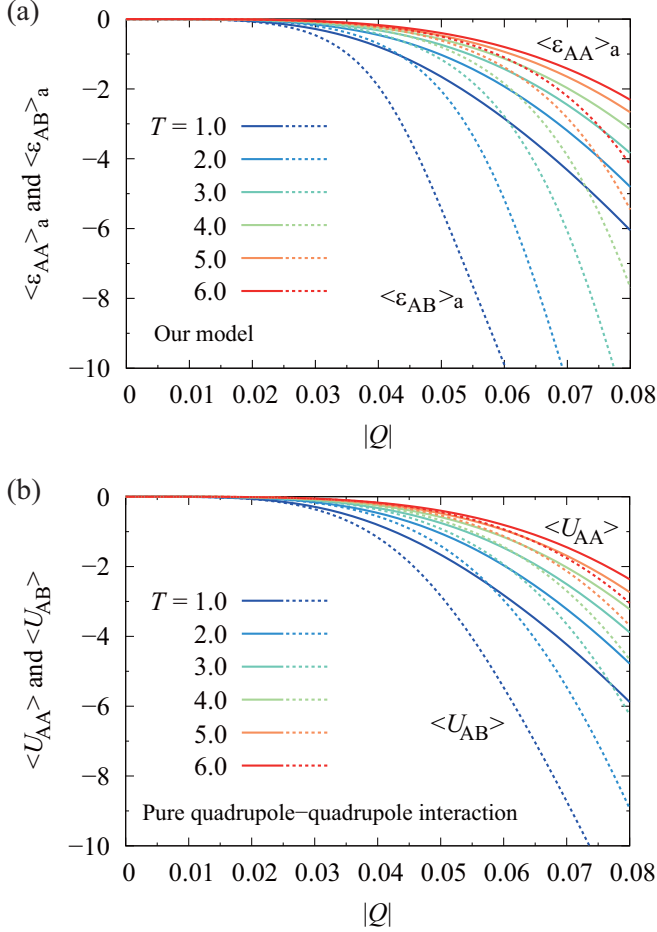 (a)
<ε_AA>_a and <ε_AB>_a
0
−2
−4
−6
−8
−10
<ε_AA>_a
T = 1.0
2.0
3.0
4.0
5.0
6.0
<ε_AB>_a
Our model
0 0.01 0.02 0.03 0.04 0.05 0.06 0.07 0.08
|Q|
(b)
<U_AA> and <U_AB>
0
−2
−4
−6
−8
−10
<U_AA>
T = 1.0
2.0
3.0
4.0
5.0
6.0
<U_AB>
Pure quadrupole−quadrupole interaction
0 0.01 0.02 0.03 0.04 0.05 0.06 0.07 0.08
|Q|